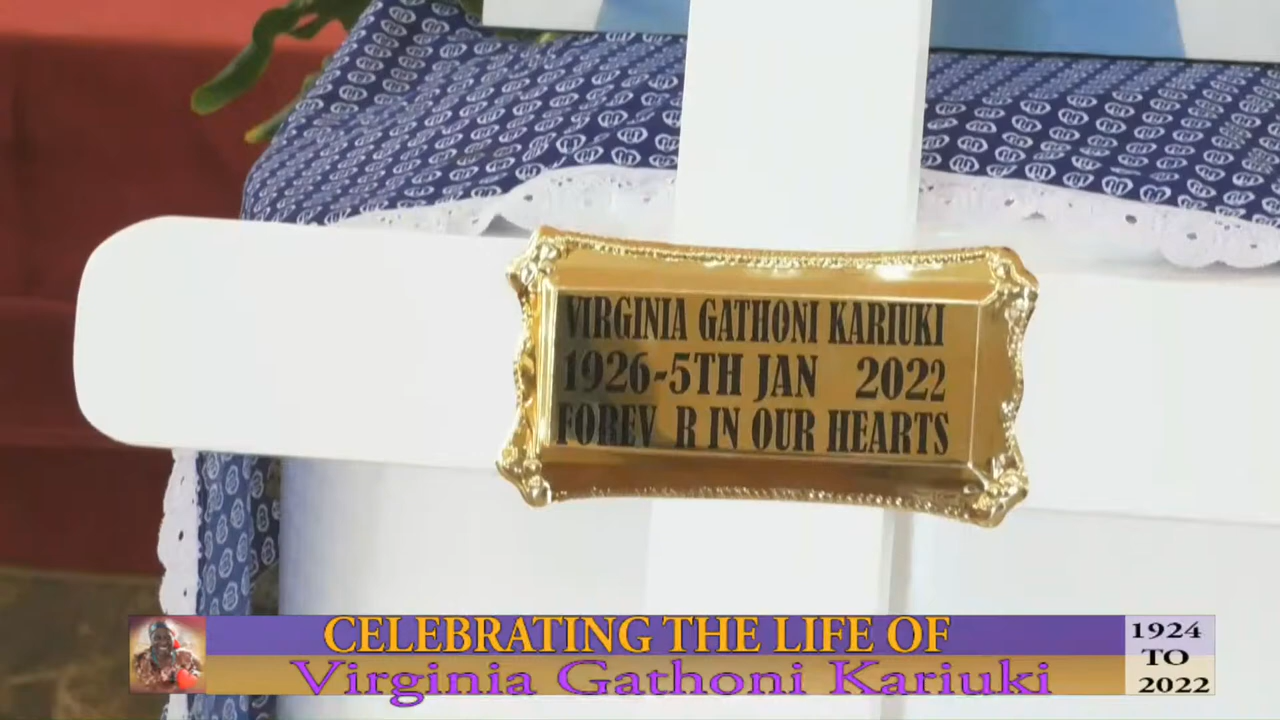 VIRGINIA GATHONI KARIUKI
1926-5TH JAN 2022
FOREV R IN OUR HEARTS
CELEBRATING THE LIFE OF
Virginia Gathoni Kariuki
1924
TO
2022